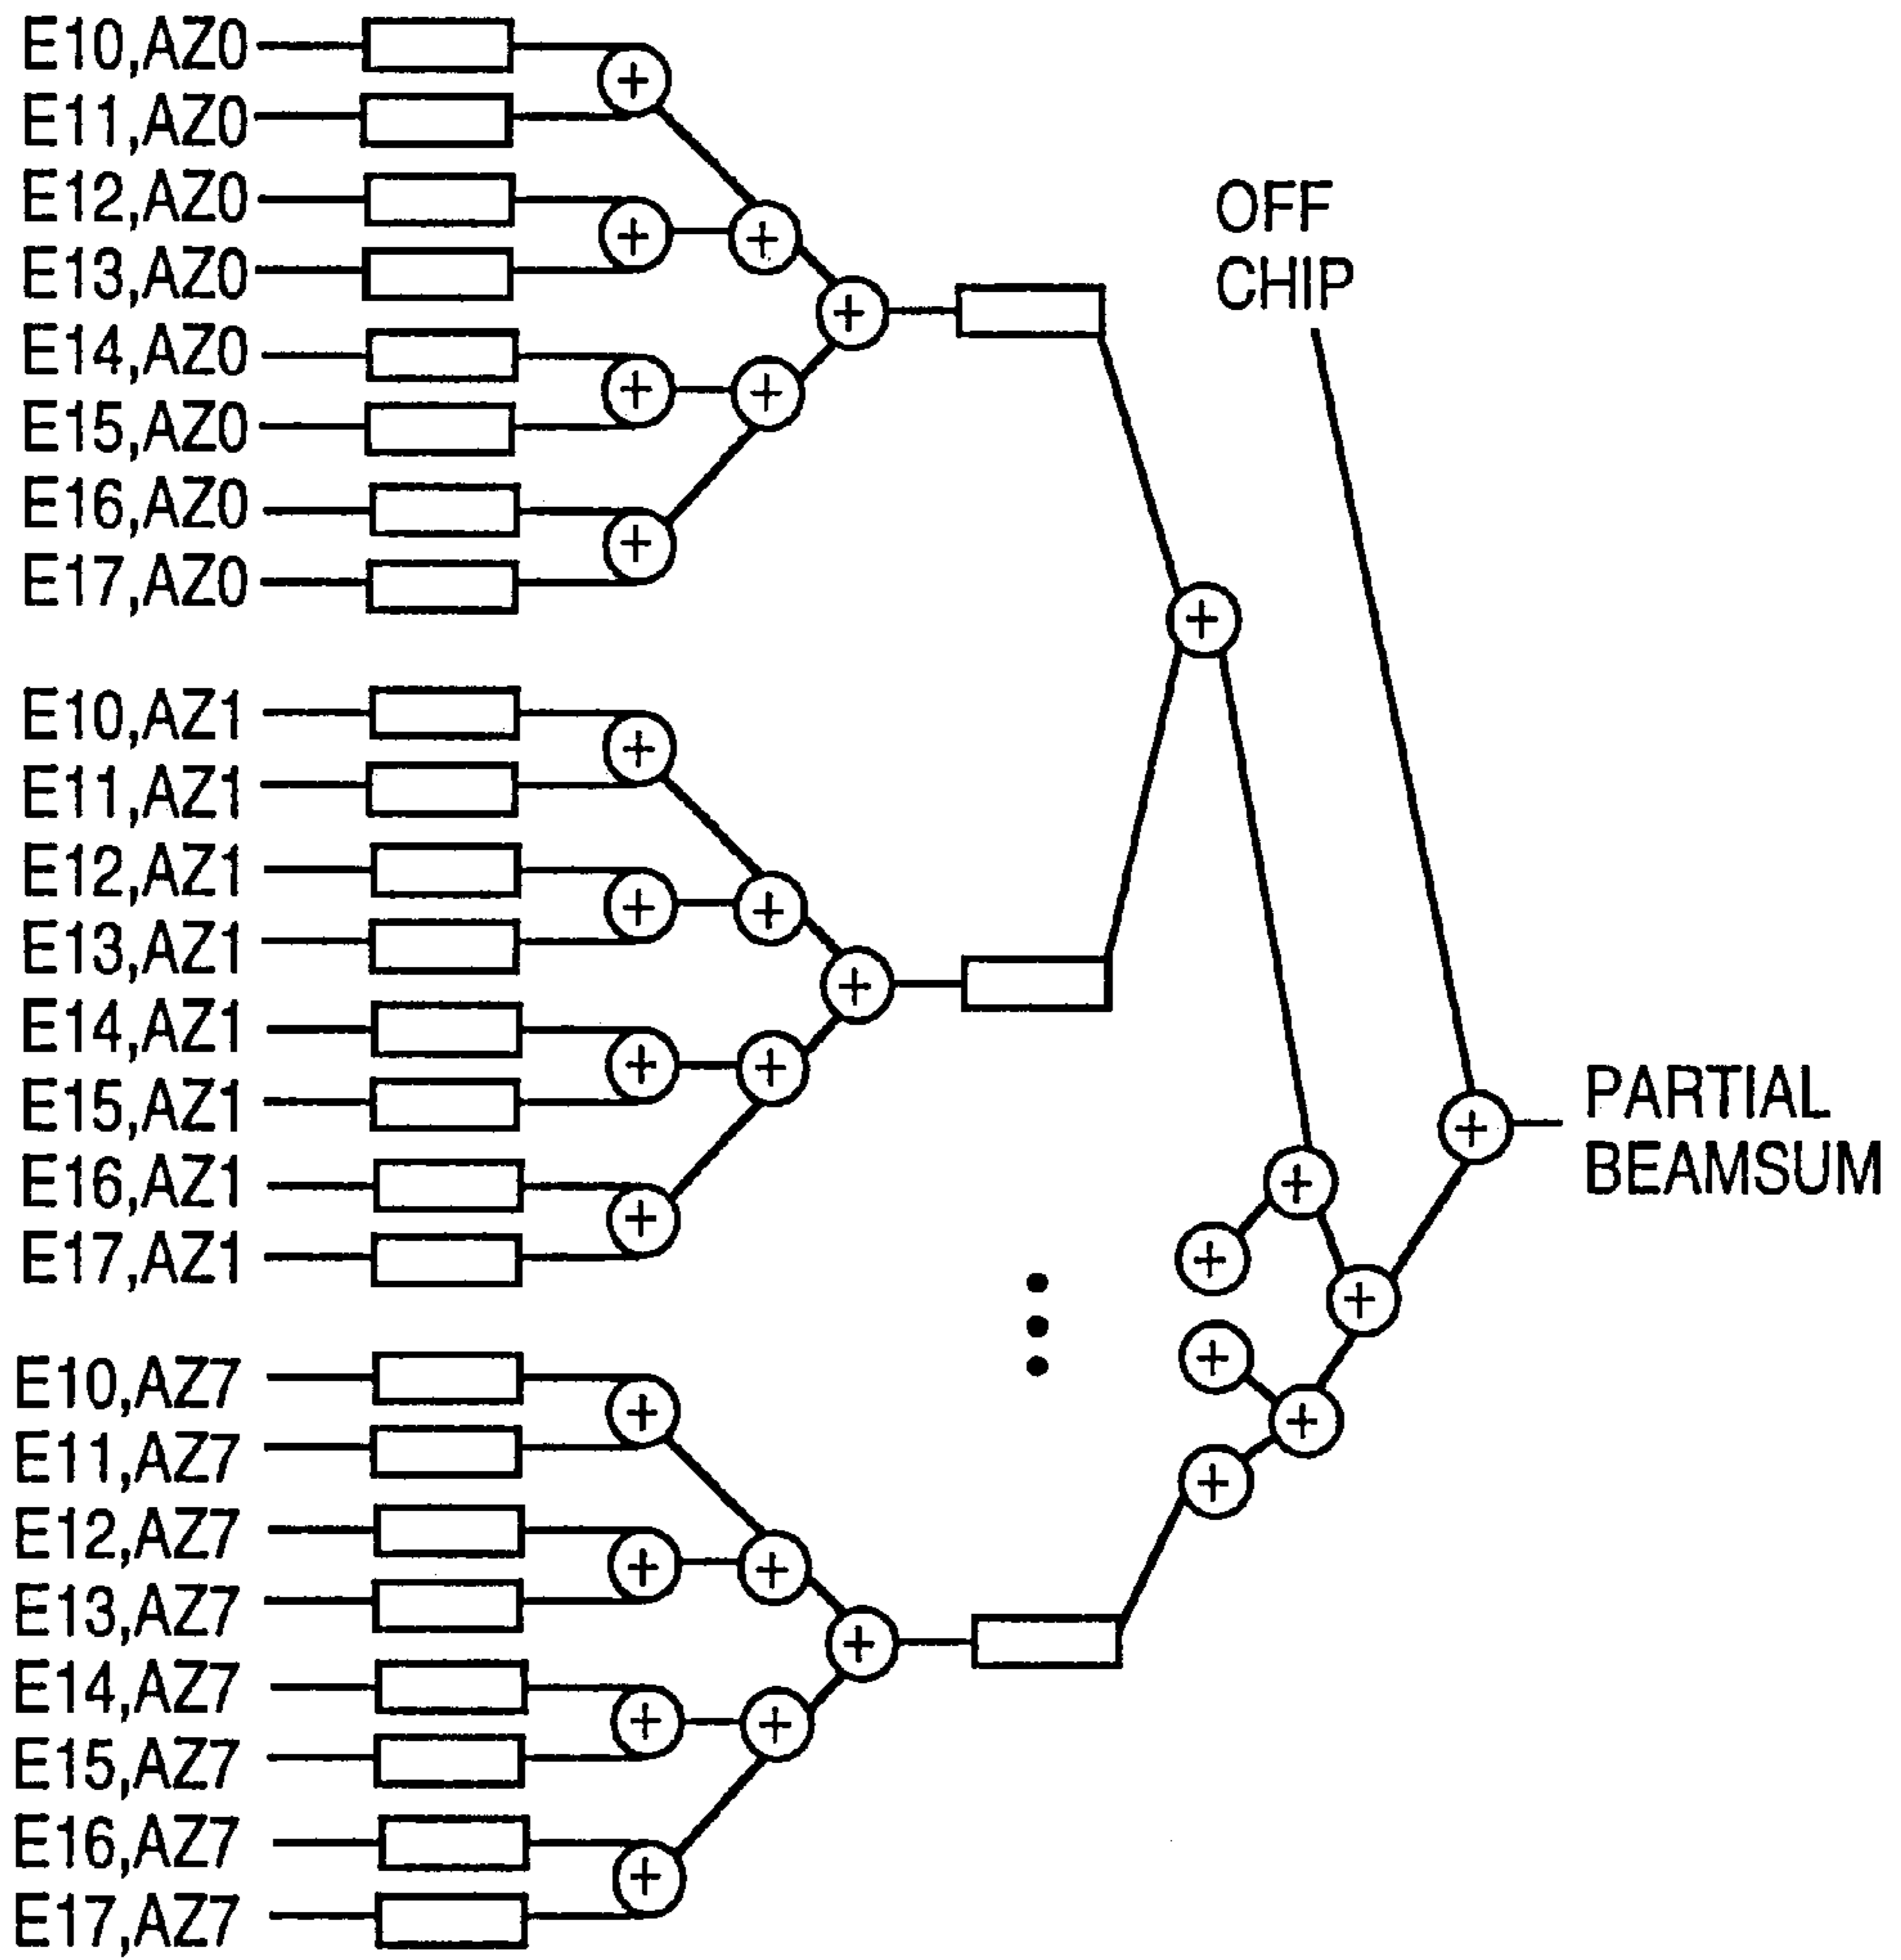 E10,AZ0
E11,AZ0
E12,AZ0
E13,AZ0
E14,AZ0
E15,AZ0
E16,AZ0
E17,AZ0
OFF
CHIP
E10,AZ1
E11,AZ1
E12,AZ1
E13,AZ1
E14,AZ1
E15,AZ1
E16,AZ1
E17,AZ1
PARTIAL
BEAMSUM
E10,AZ7
E11,AZ7
E12,AZ7
E13,AZ7
E14,AZ7
E15,AZ7
E16,AZ7
E17,AZ7